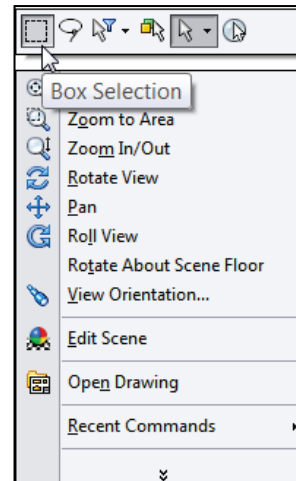 Box Selection
Zoom to Area
Zoom In/Out
Rotate View
Pan
Roll View
Rotate About Scene Floor
View Orientation...
Edit Scene
Open Drawing
Recent Commands